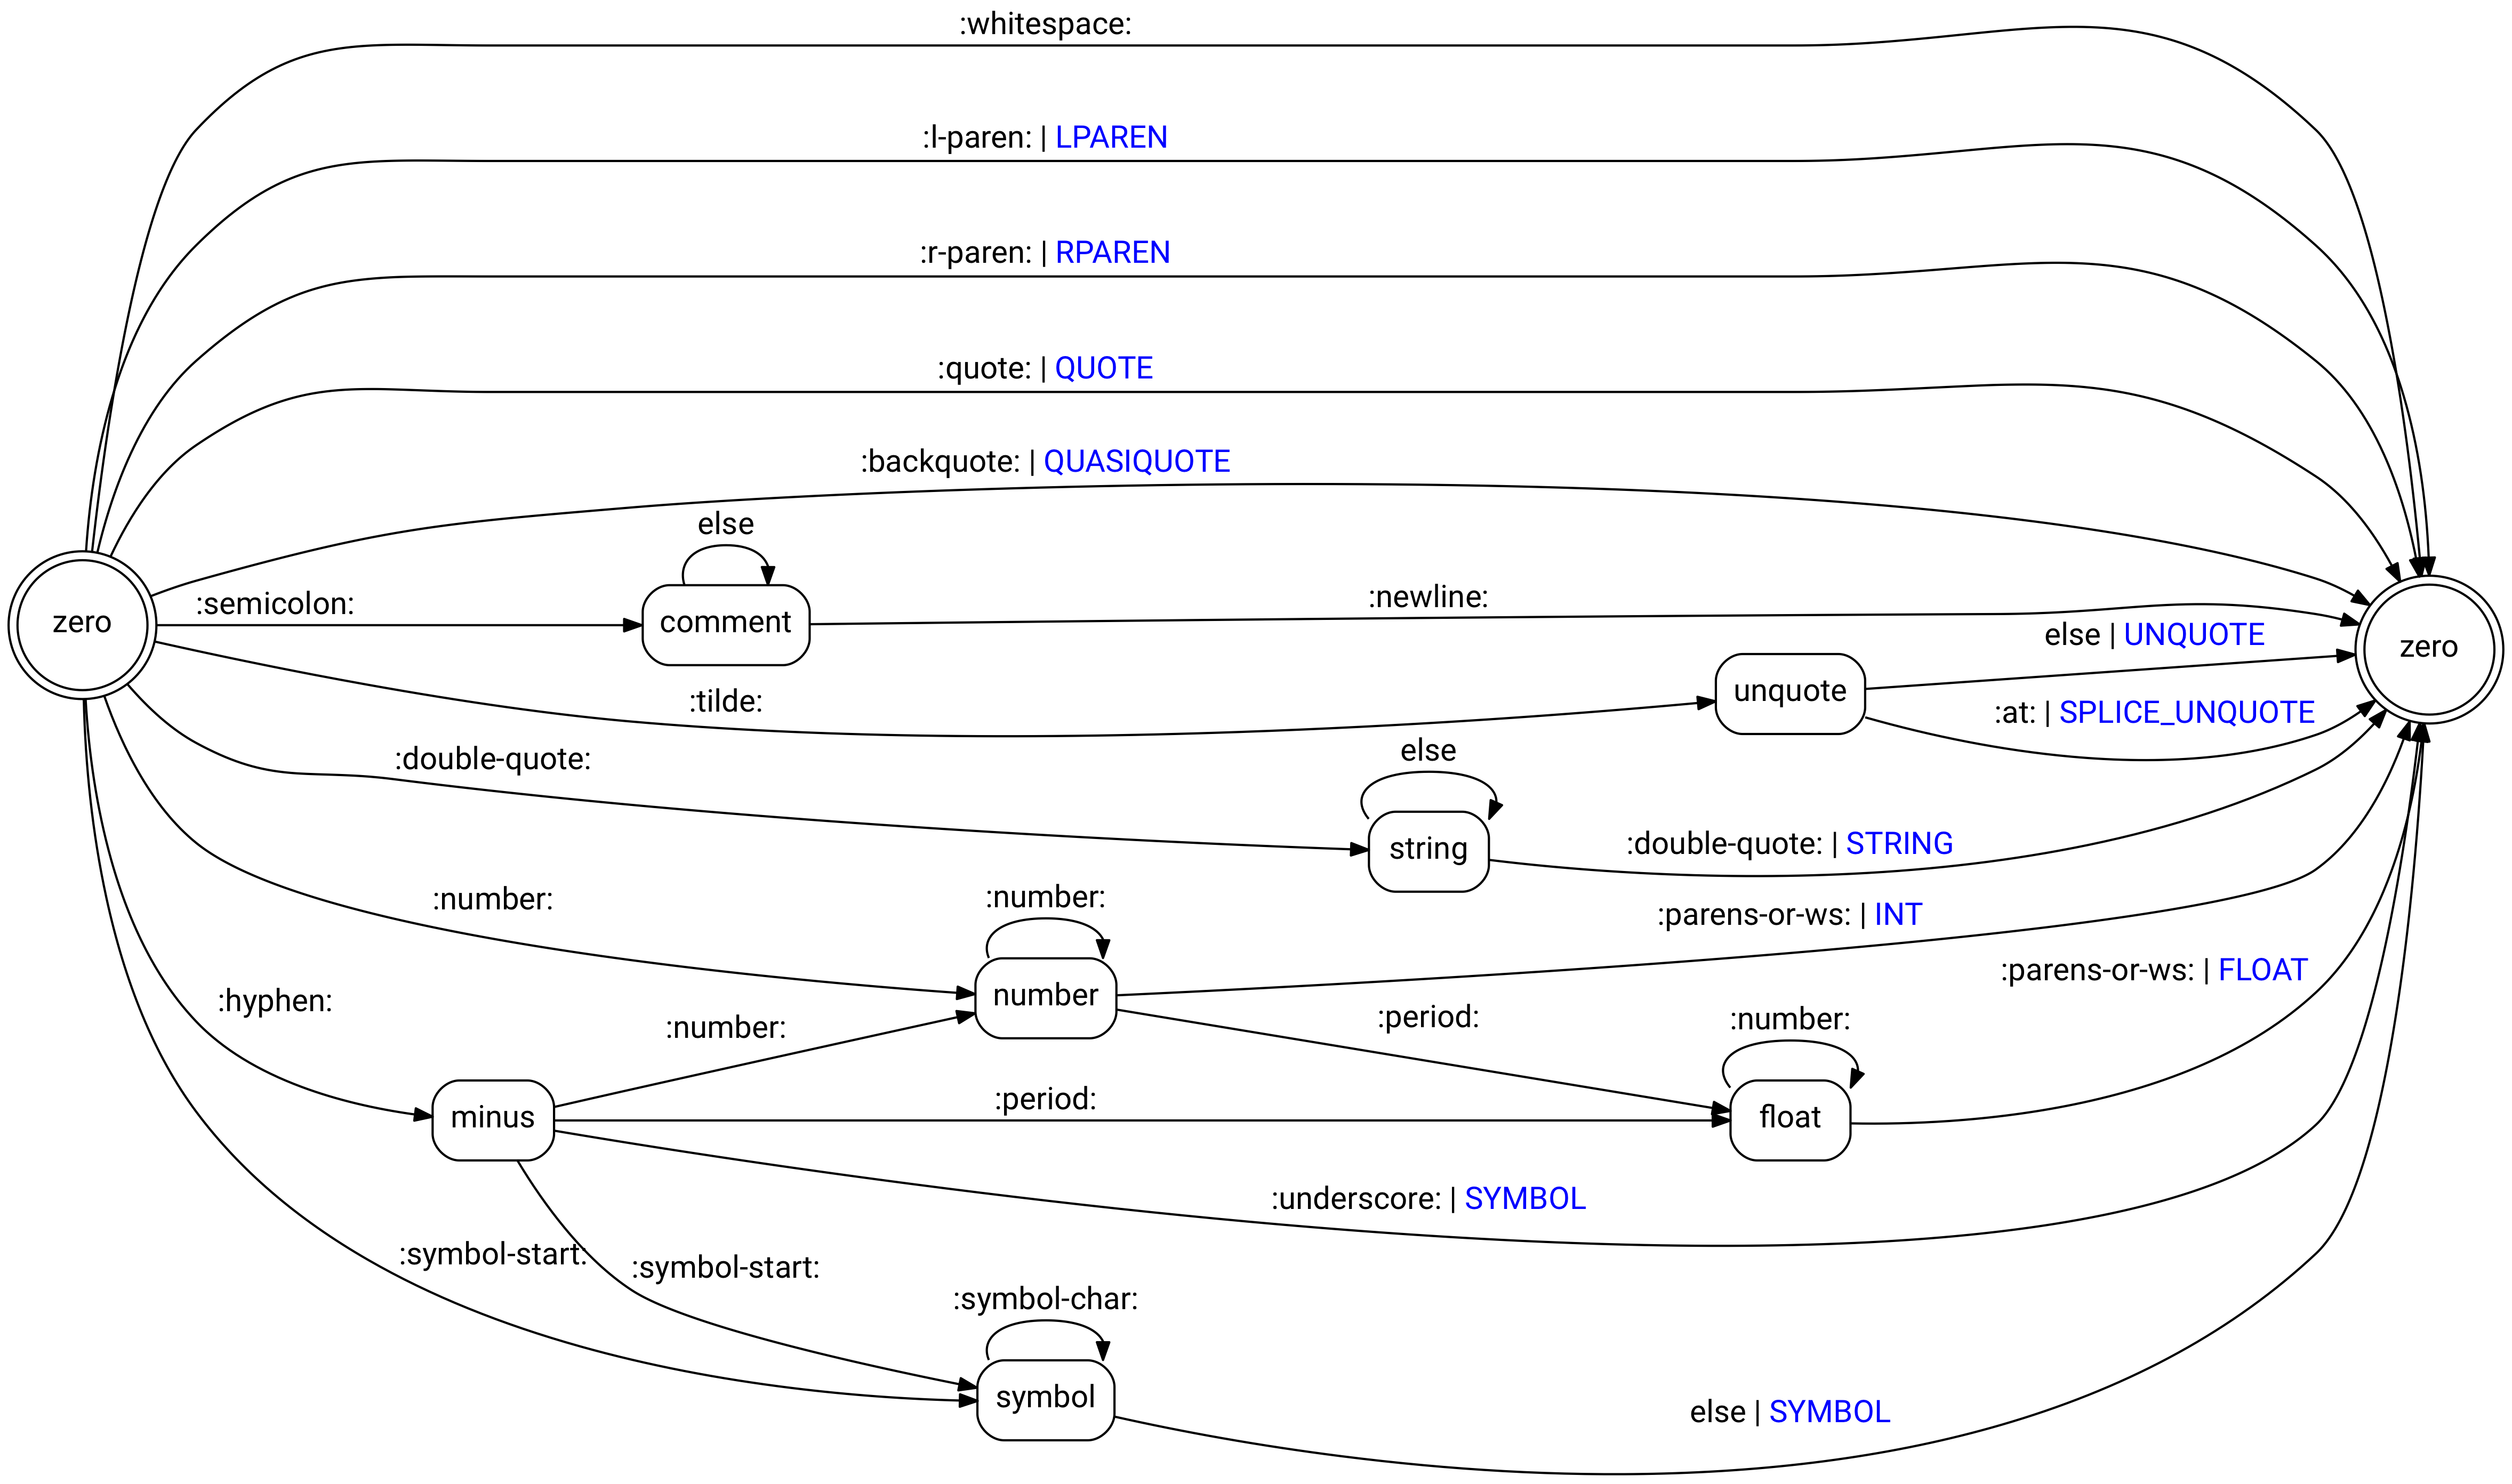 :whitespace:
:l-paren: | LPAREN
:r-paren: | RPAREN
:quote: | QUOTE
:backquote: | QUASIQUOTE
else
:semicolon:
comment
:newline:
zero
else | UNQUOTE
zero
:tilde:
unquote
:at: | SPLICE_UNQUOTE
:double-quote:
else
string
:double-quote: | STRING
:number:
:number:
:parens-or-ws: | INT
:parens-or-ws: | FLOAT
:hyphen:
number
:number:
:period:
:number:
minus
:period:
float
:underscore: | SYMBOL
:symbol-start:
:symbol-start:
:symbol-char:
symbol
else | SYMBOL